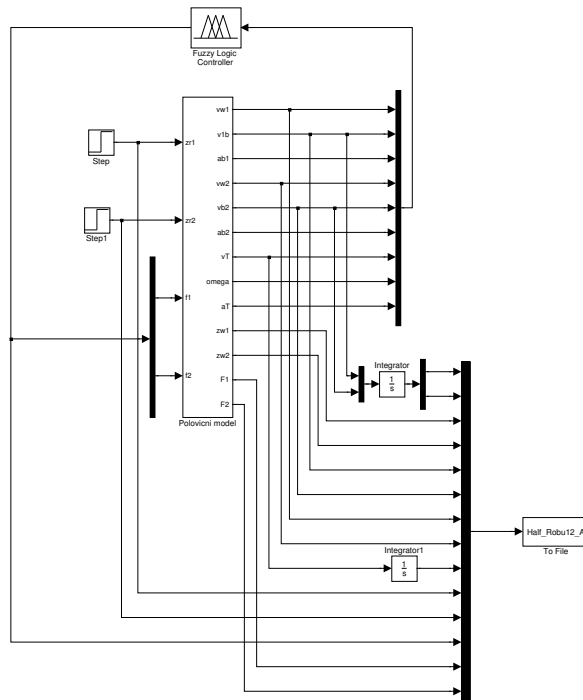 Fuzzy Logic
Controller
Step
Step1
zr1
zr2
f1
f2
vw1
v1b
ab1
vw2
vb2
ab2
vT
omega
aT
zw1
zw2
F1
F2
Polovicni model
Integrator
1
s
Integrator1
1
s
Half_Robu12_A
To File